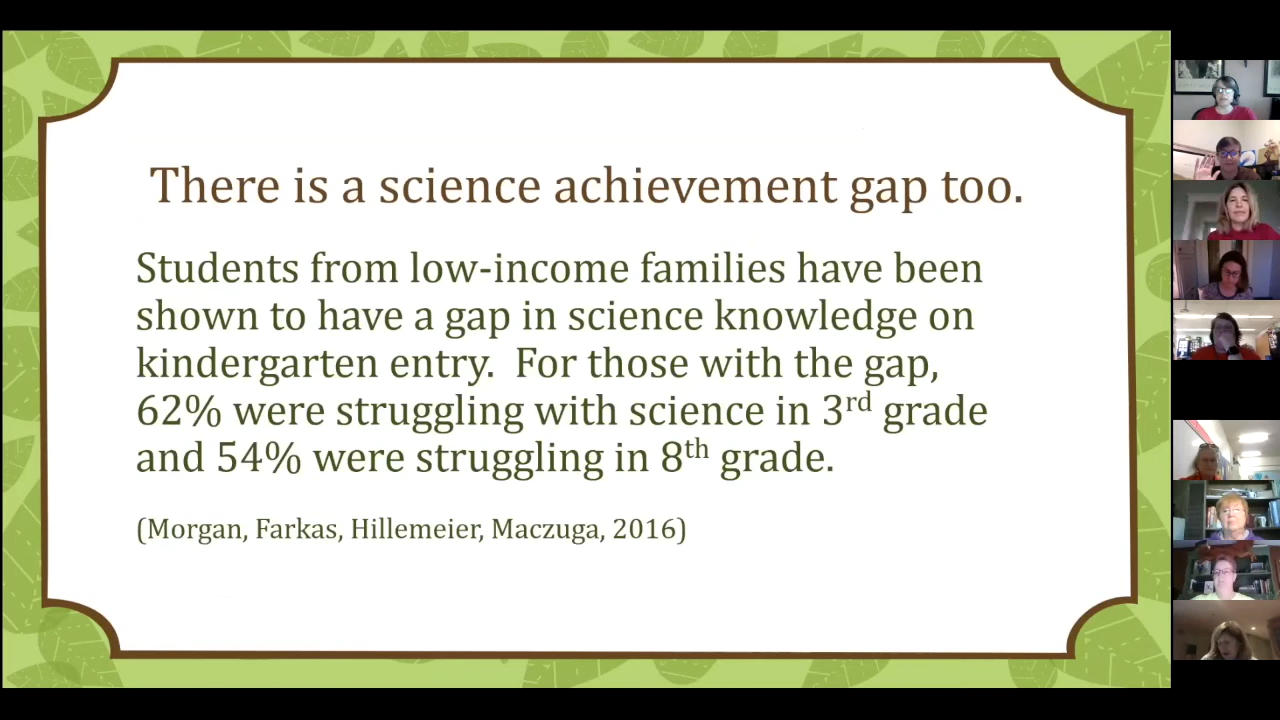 There is a science achievement gap too.
Students from low-income families have been
shown to have a gap in science knowledge on
kindergarten entry.  For those with the gap,
62% were struggling with science in 3rd grade
and 54% were struggling in 8th grade.
(Morgan, Farkas, Hillemeier, Maczuga, 2016)